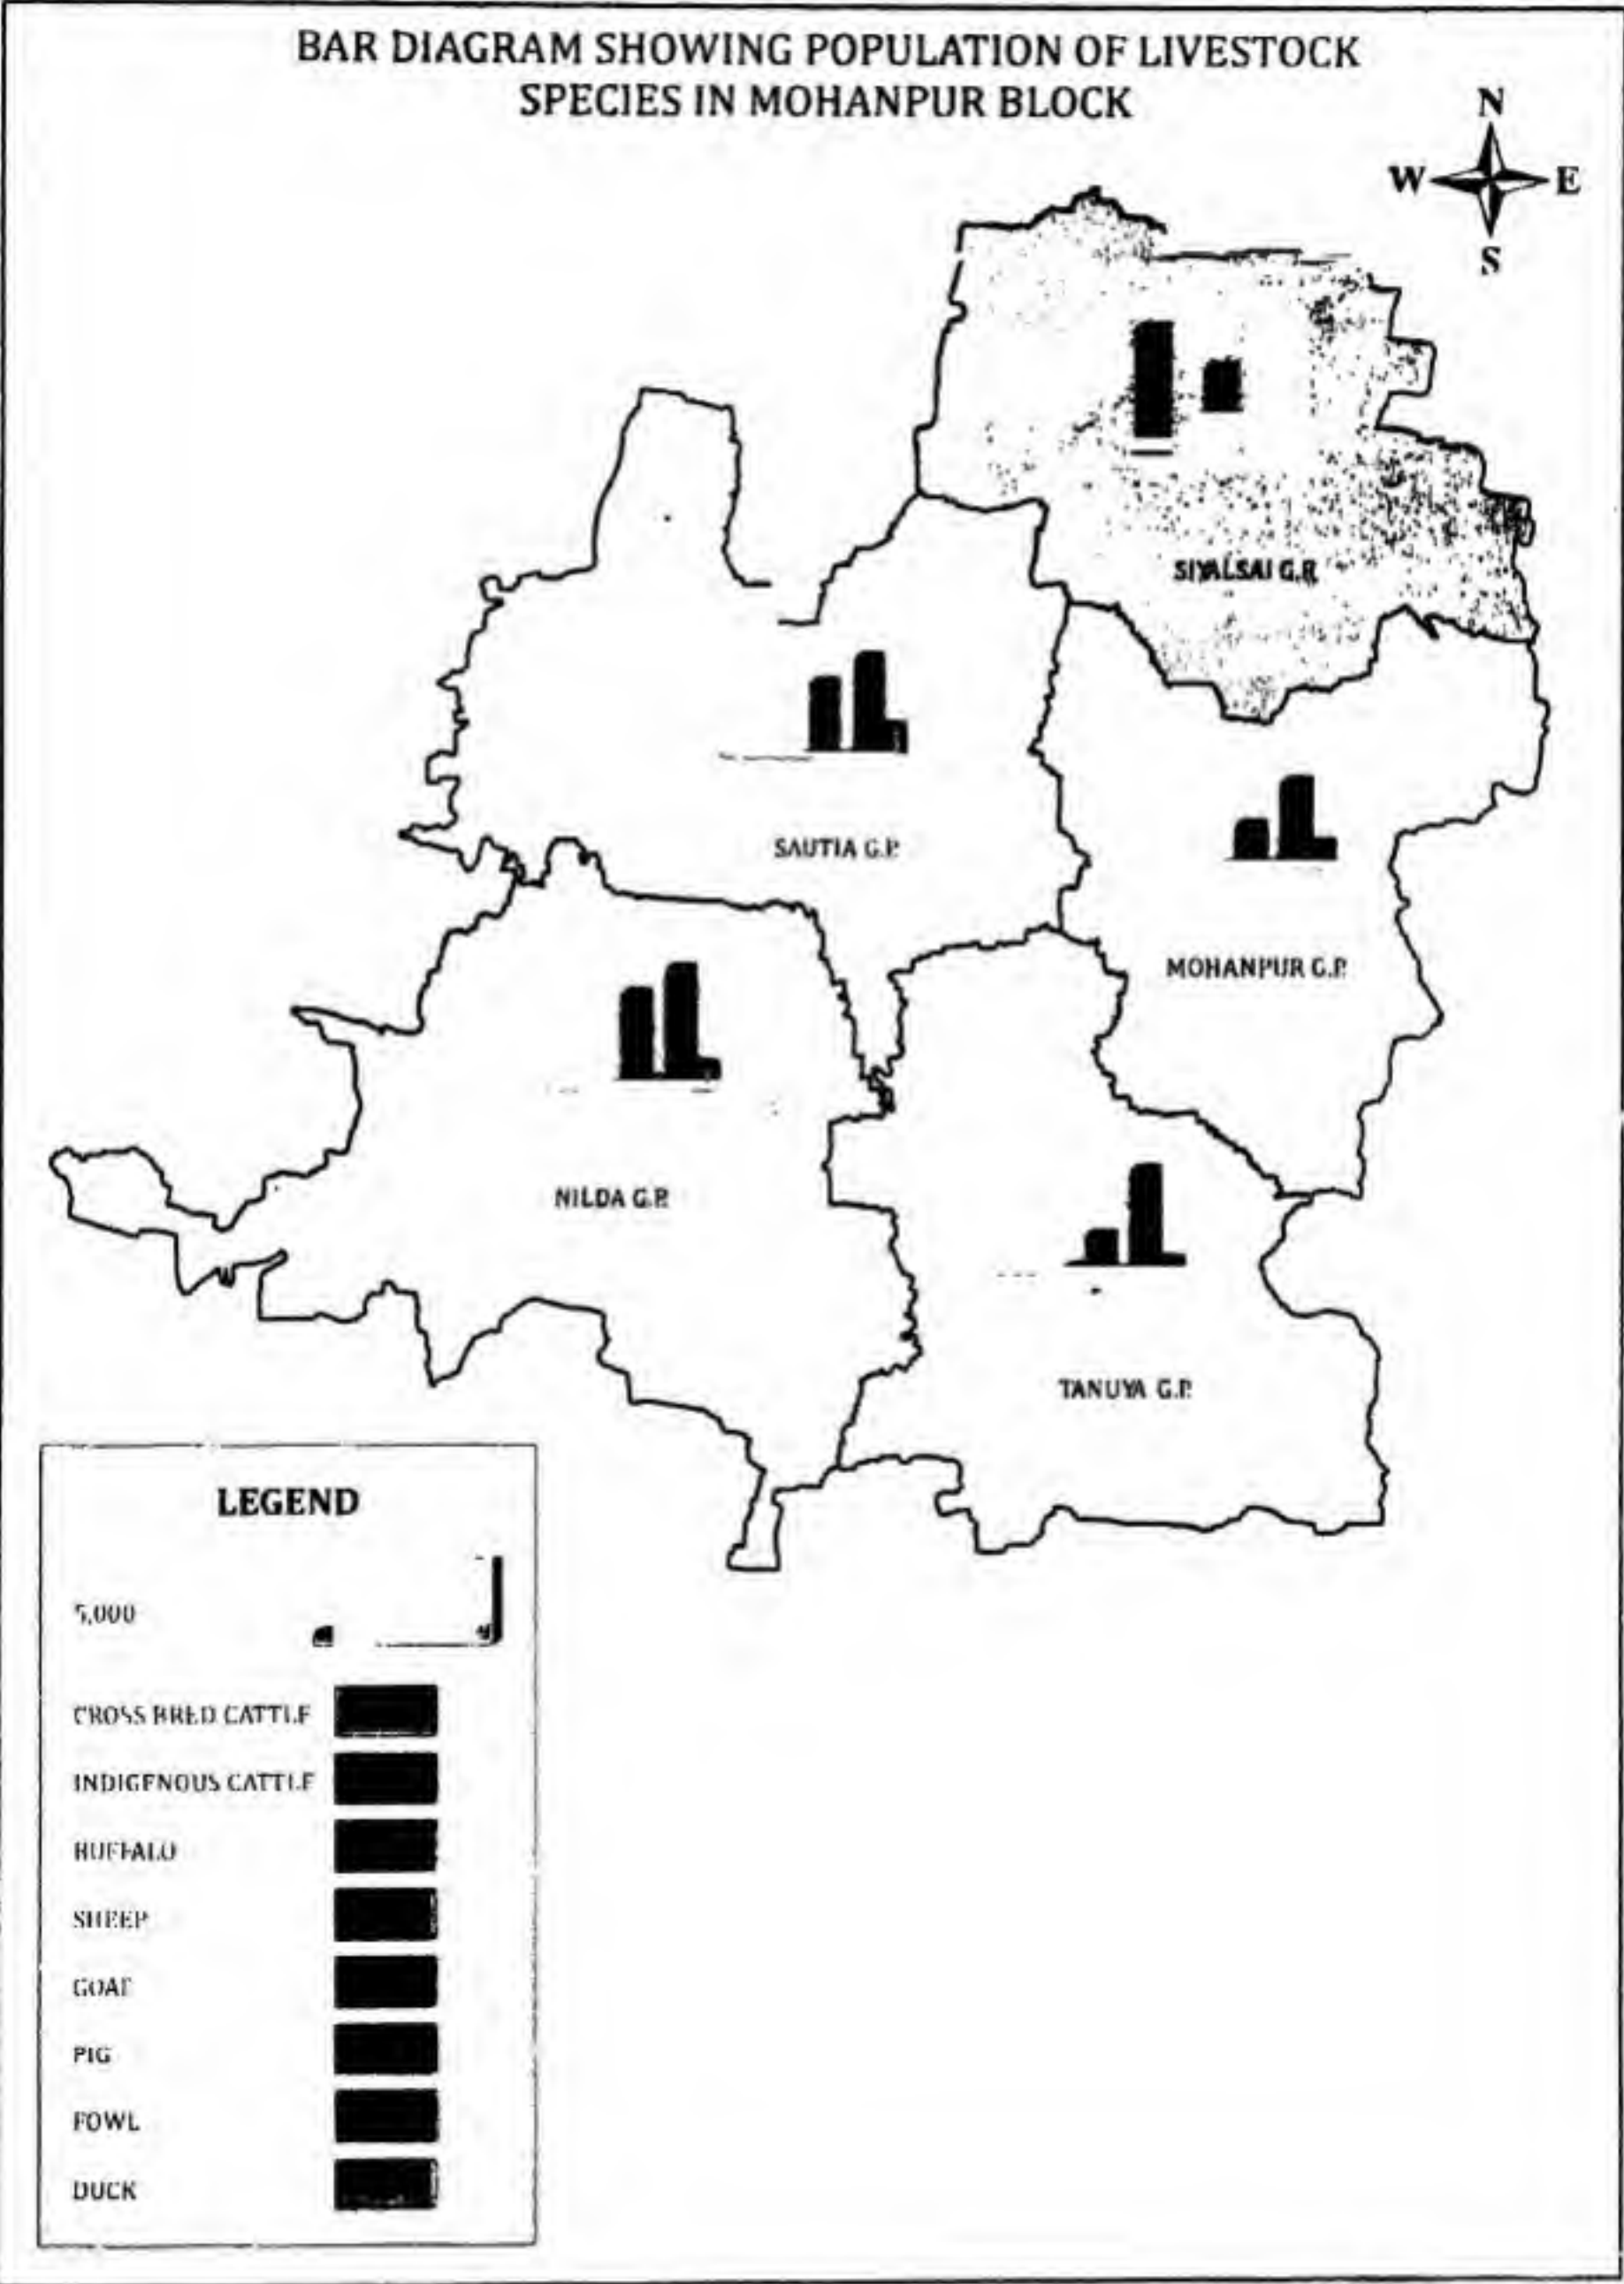 BAR DIAGRAM SHOWING POPULATION OF LIVESTOCK
SPECIES IN MOHANPUR BLOCK
N
W E
S
SIYALSAI G.P.
SAUTIA G.P.
MOHANPUR G.P.
NILDA G.P.
TANUYA G.P.
LEGEND
5,000
CROSS BRED CATTLE
INDIGENOUS CATTLE
BUFFALO
SHEEP
GOAT
PIG
FOWL
DUCK